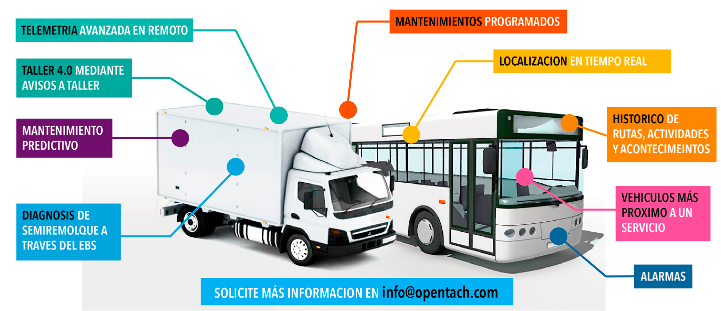 TELEMETRIA AVANZADA EN REMOTO
TALLER 4.0 MEDIANTE
AVISOS A TALLER
MANTENIMIENTO
PREDICTIVO
DIAGNOSIS DE
SEMIREMOLQUE A
TRAVES DEL EBS
MANTENIMIENTOS PROGRAMADOS
LOCALIZACION EN TIEMPO REAL
HISTORICO DE
RUTAS, ACTIVIDADES
Y ACONTECIMEINTOS
VEHICULOS MÁS
PROXIMO A UN
SERVICIO
ALARMAS
SOLICITE MÁS INFORMACION EN info@opentach.com